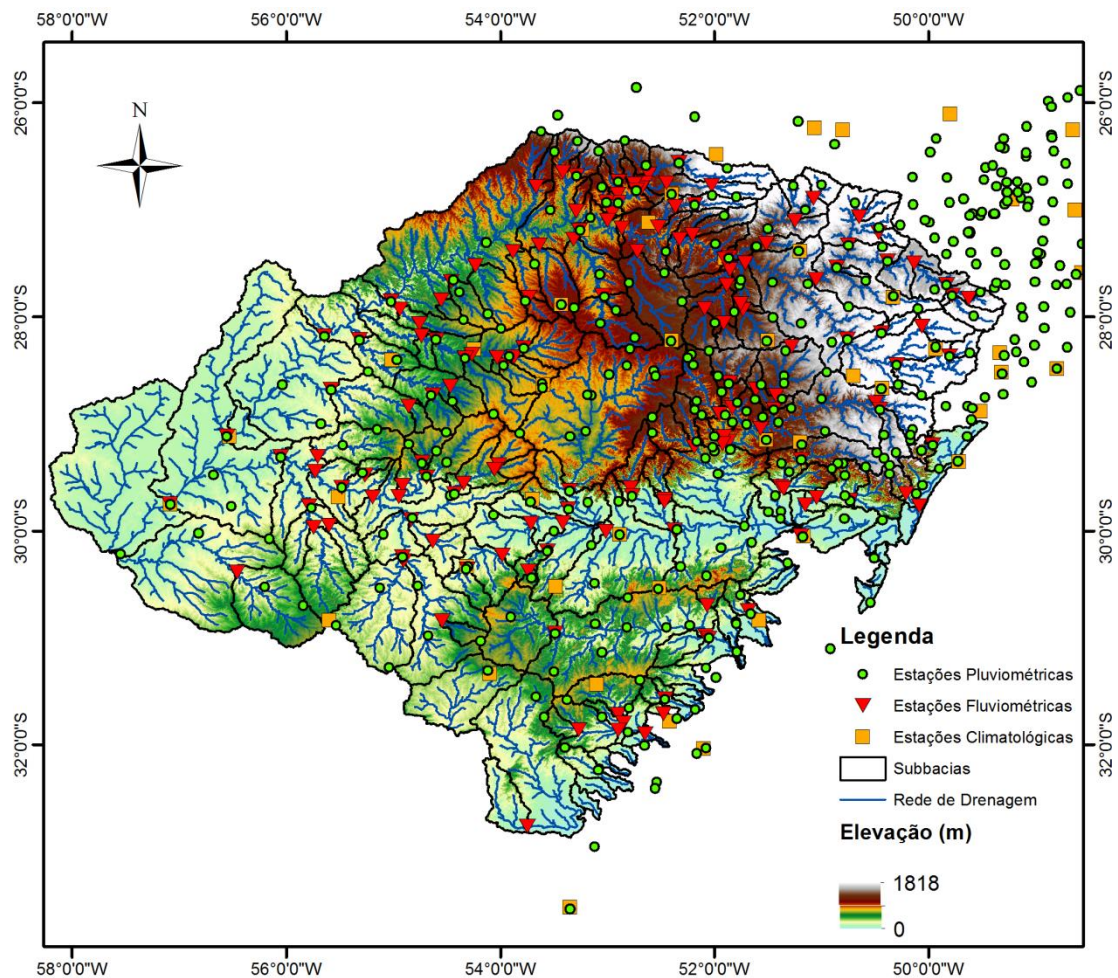 58°0'0"W 56°0'0"W 54°0'0"W 52°0'0"W 50°0'0"W
26°0'0"S 26°0'0"S
N
28°0'0"S 28°0'0"S
30°0'0"S 30°0'0"S
Legenda
Estações Pluviométricas
Estações Fluviométricas
32°0'0"S 32°0'0"S
Estações Climatológicas
Subbacias
Rede de Drenagem
Elevação (m)
1818
0
58°0'0"W 56°0'0"W 54°0'0"W 52°0'0"W 50°0'0"W